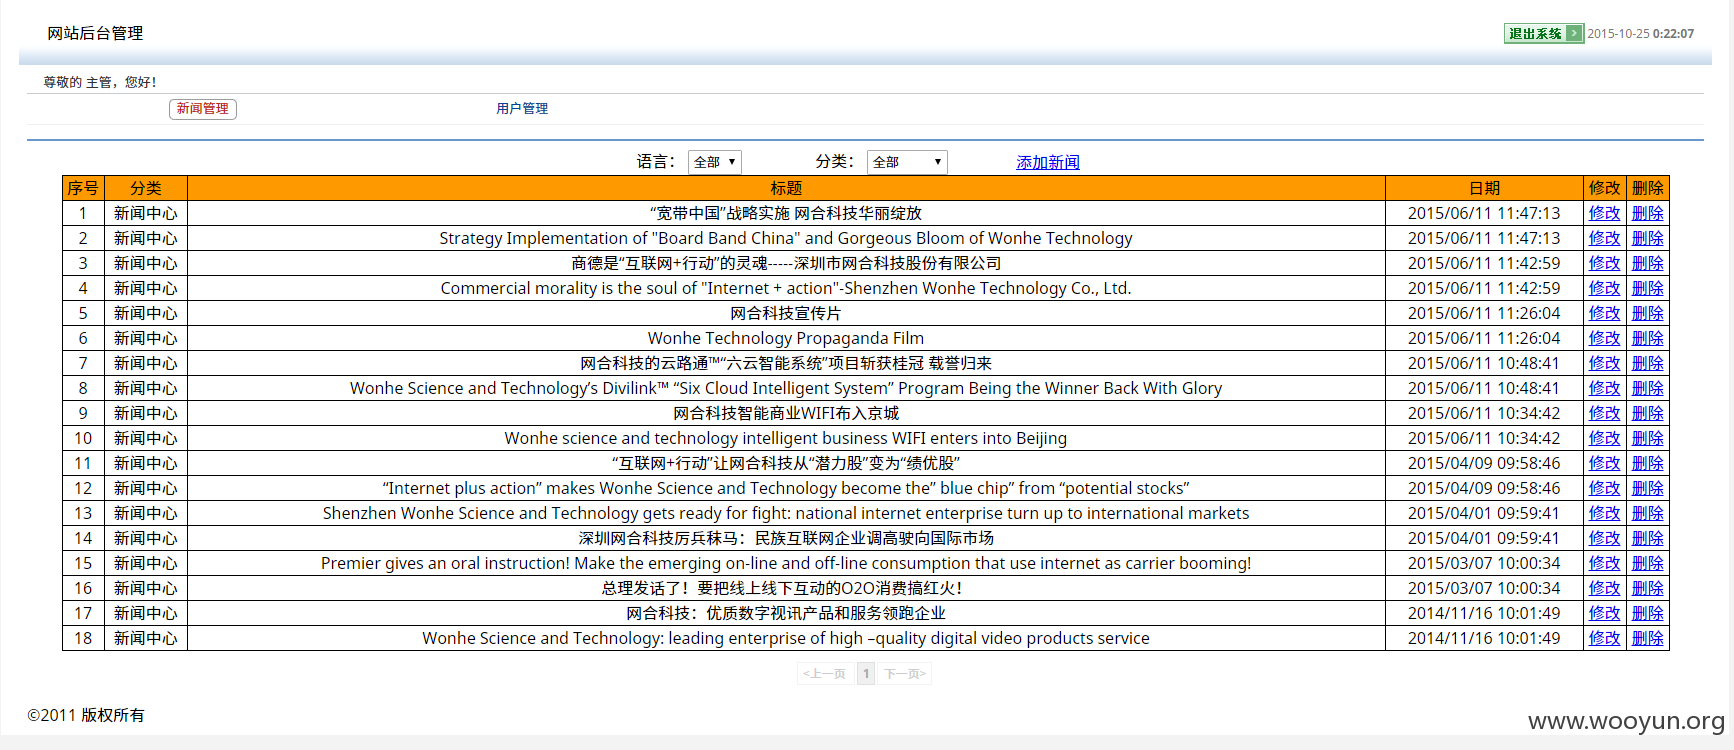 网站后台管理
退出系统 > 2015-10-25 0:22:07
尊敬的 主管，您好！
新闻管理 用户管理
语言： 全部 ▼ 分类： 全部 ▼ 添加新闻
序号 分类 标题 日期 修改 删除
1 新闻中心 “宽带中国”战略实施 网合科技华丽绽放 2015/06/11 11:47:13 修改 删除
2 新闻中心 Strategy Implementation of "Board Band China" and Gorgeous Bloom of Wonhe Technology 2015/06/11 11:47:13 修改 删除
3 新闻中心 商德是“互联网+行动”的灵魂-----深圳市网合科技股份有限公司 2015/06/11 11:42:59 修改 删除
4 新闻中心 Commercial morality is the soul of "Internet + action"-Shenzhen Wonhe Technology Co., Ltd. 2015/06/11 11:42:59 修改 删除
5 新闻中心 网合科技宣传片 2015/06/11 11:26:04 修改 删除
6 新闻中心 Wonhe Technology Propaganda Film 2015/06/11 11:26:04 修改 删除
7 新闻中心 网合科技的云路通™“六云智能系统”项目斩获桂冠 载誉归来 2015/06/11 10:48:41 修改 删除
8 新闻中心 Wonhe Science and Technology’s Divilink™ “Six Cloud Intelligent System” Program Being the Winner Back With Glory 2015/06/11 10:48:41 修改 删除
9 新闻中心 网合科技智能商业WIFI布入京城 2015/06/11 10:34:42 修改 删除
10 新闻中心 Wonhe science and technology intelligent business WIFI enters into Beijing 2015/06/11 10:34:42 修改 删除
11 新闻中心 “互联网+行动”让网合科技从“潜力股”变为“绩优股” 2015/04/09 09:58:46 修改 删除
12 新闻中心 “Internet plus action” makes Wonhe Science and Technology become the” blue chip” from “potential stocks” 2015/04/09 09:58:46 修改 删除
13 新闻中心 Shenzhen Wonhe Science and Technology gets ready for fight: national internet enterprise turn up to international markets 2015/04/01 09:59:41 修改 删除
14 新闻中心 深圳网合科技厉兵秣马：民族互联网企业调高驶向国际市场 2015/04/01 09:59:41 修改 删除
15 新闻中心 Premier gives an oral instruction! Make the emerging on-line and off-line consumption that use internet as carrier booming! 2015/03/07 10:00:34 修改 删除
16 新闻中心 总理发话了！要把线上线下互动的O2O消费搞红火！ 2015/03/07 10:00:34 修改 删除
17 新闻中心 网合科技：优质数字视讯产品和服务领跑企业 2014/11/16 10:01:49 修改 删除
18 新闻中心 Wonhe Science and Technology: leading enterprise of high –quality digital video products service 2014/11/16 10:01:49 修改 删除
<上一页 1 下一页>
©2011 版权所有
www.wooyun.org